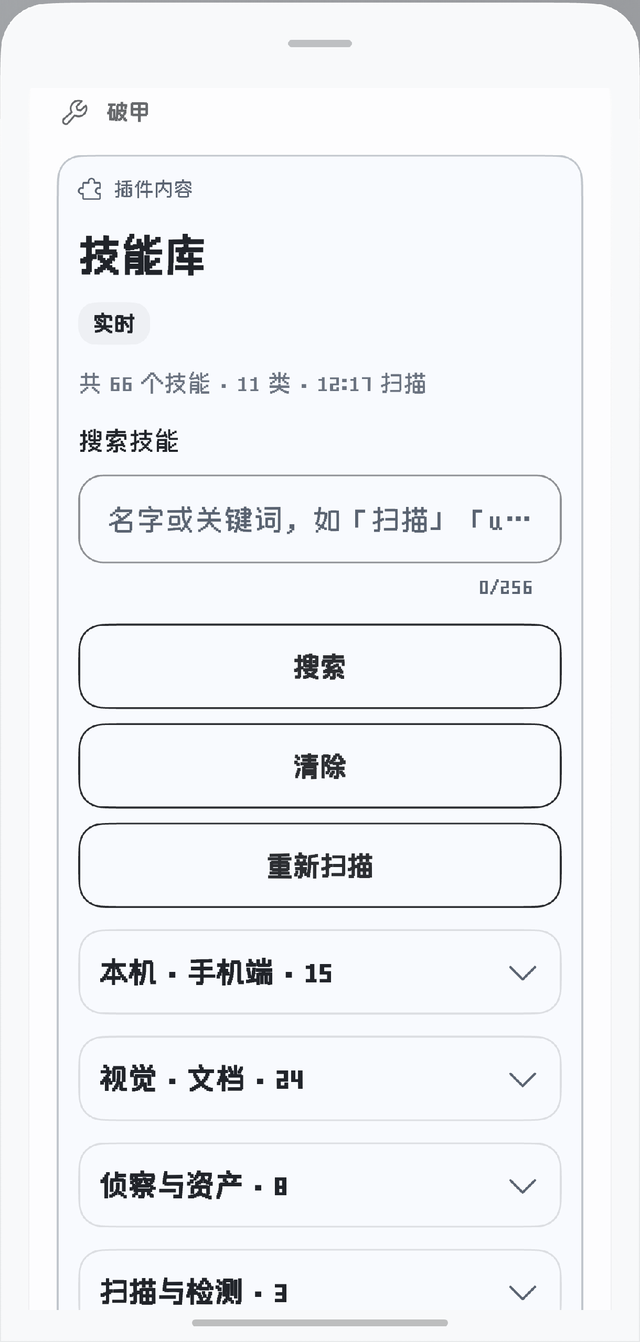 破甲
插件内容
技能库
实时
共 66 个技能 · 11 类 · 12:17 扫描
搜索技能
名字或关键词，如「扫描」「u…
0/256
搜索
清除
重新扫描
本机 · 手机端 · 15
视觉 · 文档 · 24
侦察与资产 · 8
扫描与检测 · 3